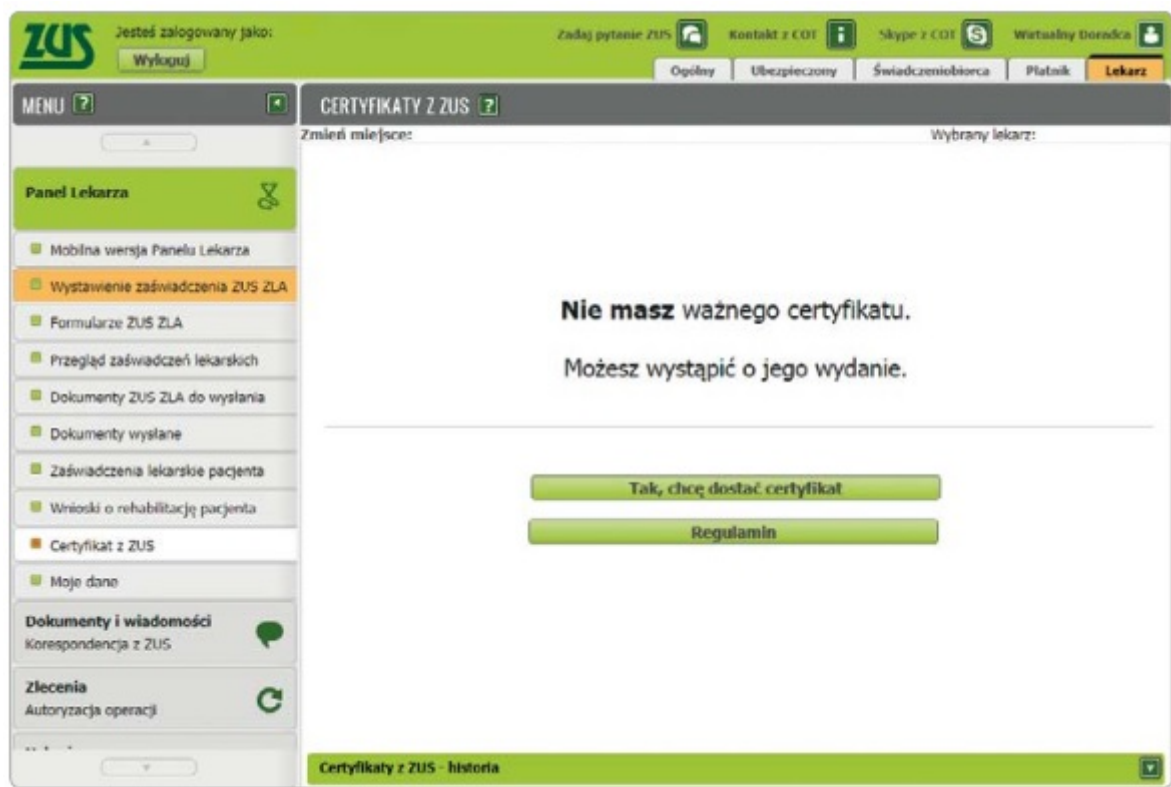 ZUS
Jesteś zalogowany jako:
Wyloguj
Zadaj pytanie ZUS
Kontakt z COT
Skype z COT
Wirtualny Doradca
Ogólny
Ubezpieczony
Świadczeniobiorca
Płatnik
Lekarz
MENU ?
CERTYFIKATY Z ZUS ?
Zmień miejsce:
Wybrany lekarz:
Panel Lekarza
Mobilna wersja Panelu Lekarza
Wystawienie zaświadczenia ZUS ZLA
Formularze ZUS ZLA
Przegląd zaświadczeń lekarskich
Dokumenty ZUS ZLA do wysłania
Dokumenty wysłane
Zaświadczenia lekarskie pacjenta
Wnioski o rehabilitację pacjenta
Certyfikat z ZUS
Moje dane
Dokumenty i wiadomości
Korespondencja z ZUS
Zlecenia
Autoryzacja operacji
Nie masz ważnego certyfikatu.
Możesz wystąpić o jego wydanie.
Tak, chcę dostać certyfikat
Regulamin
Certyfikaty z ZUS - historia